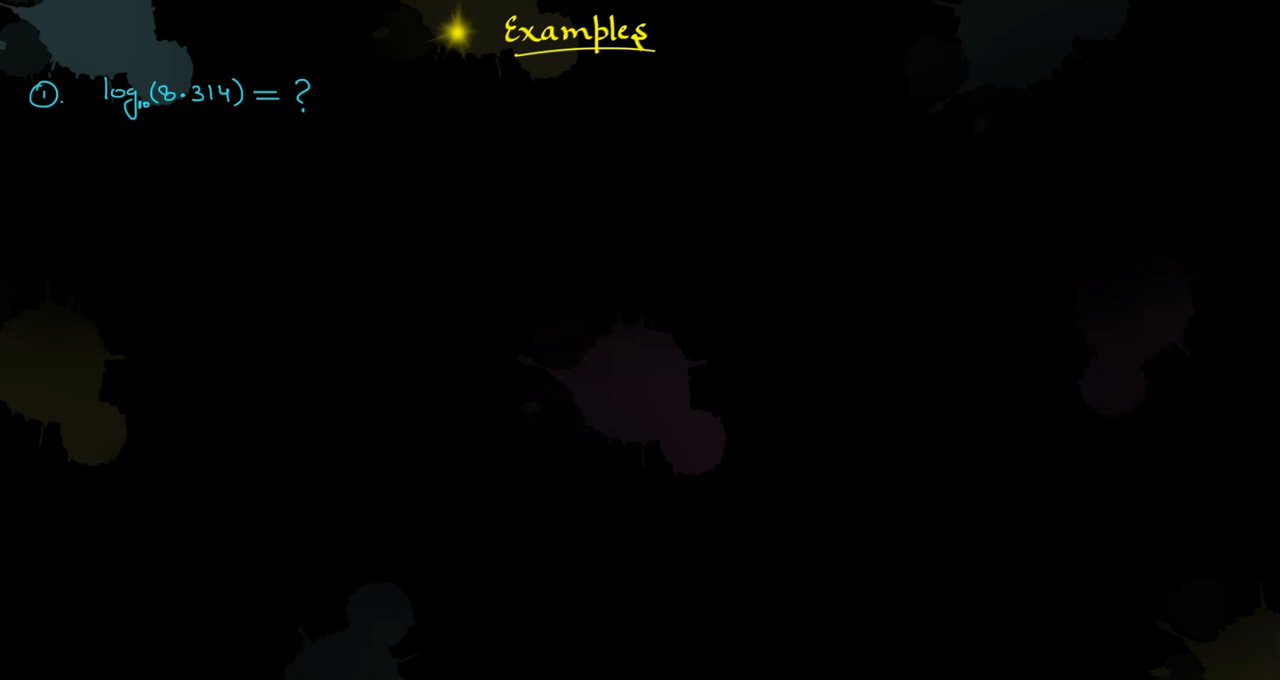 Examples
①. log₁₀(8·314) = ?